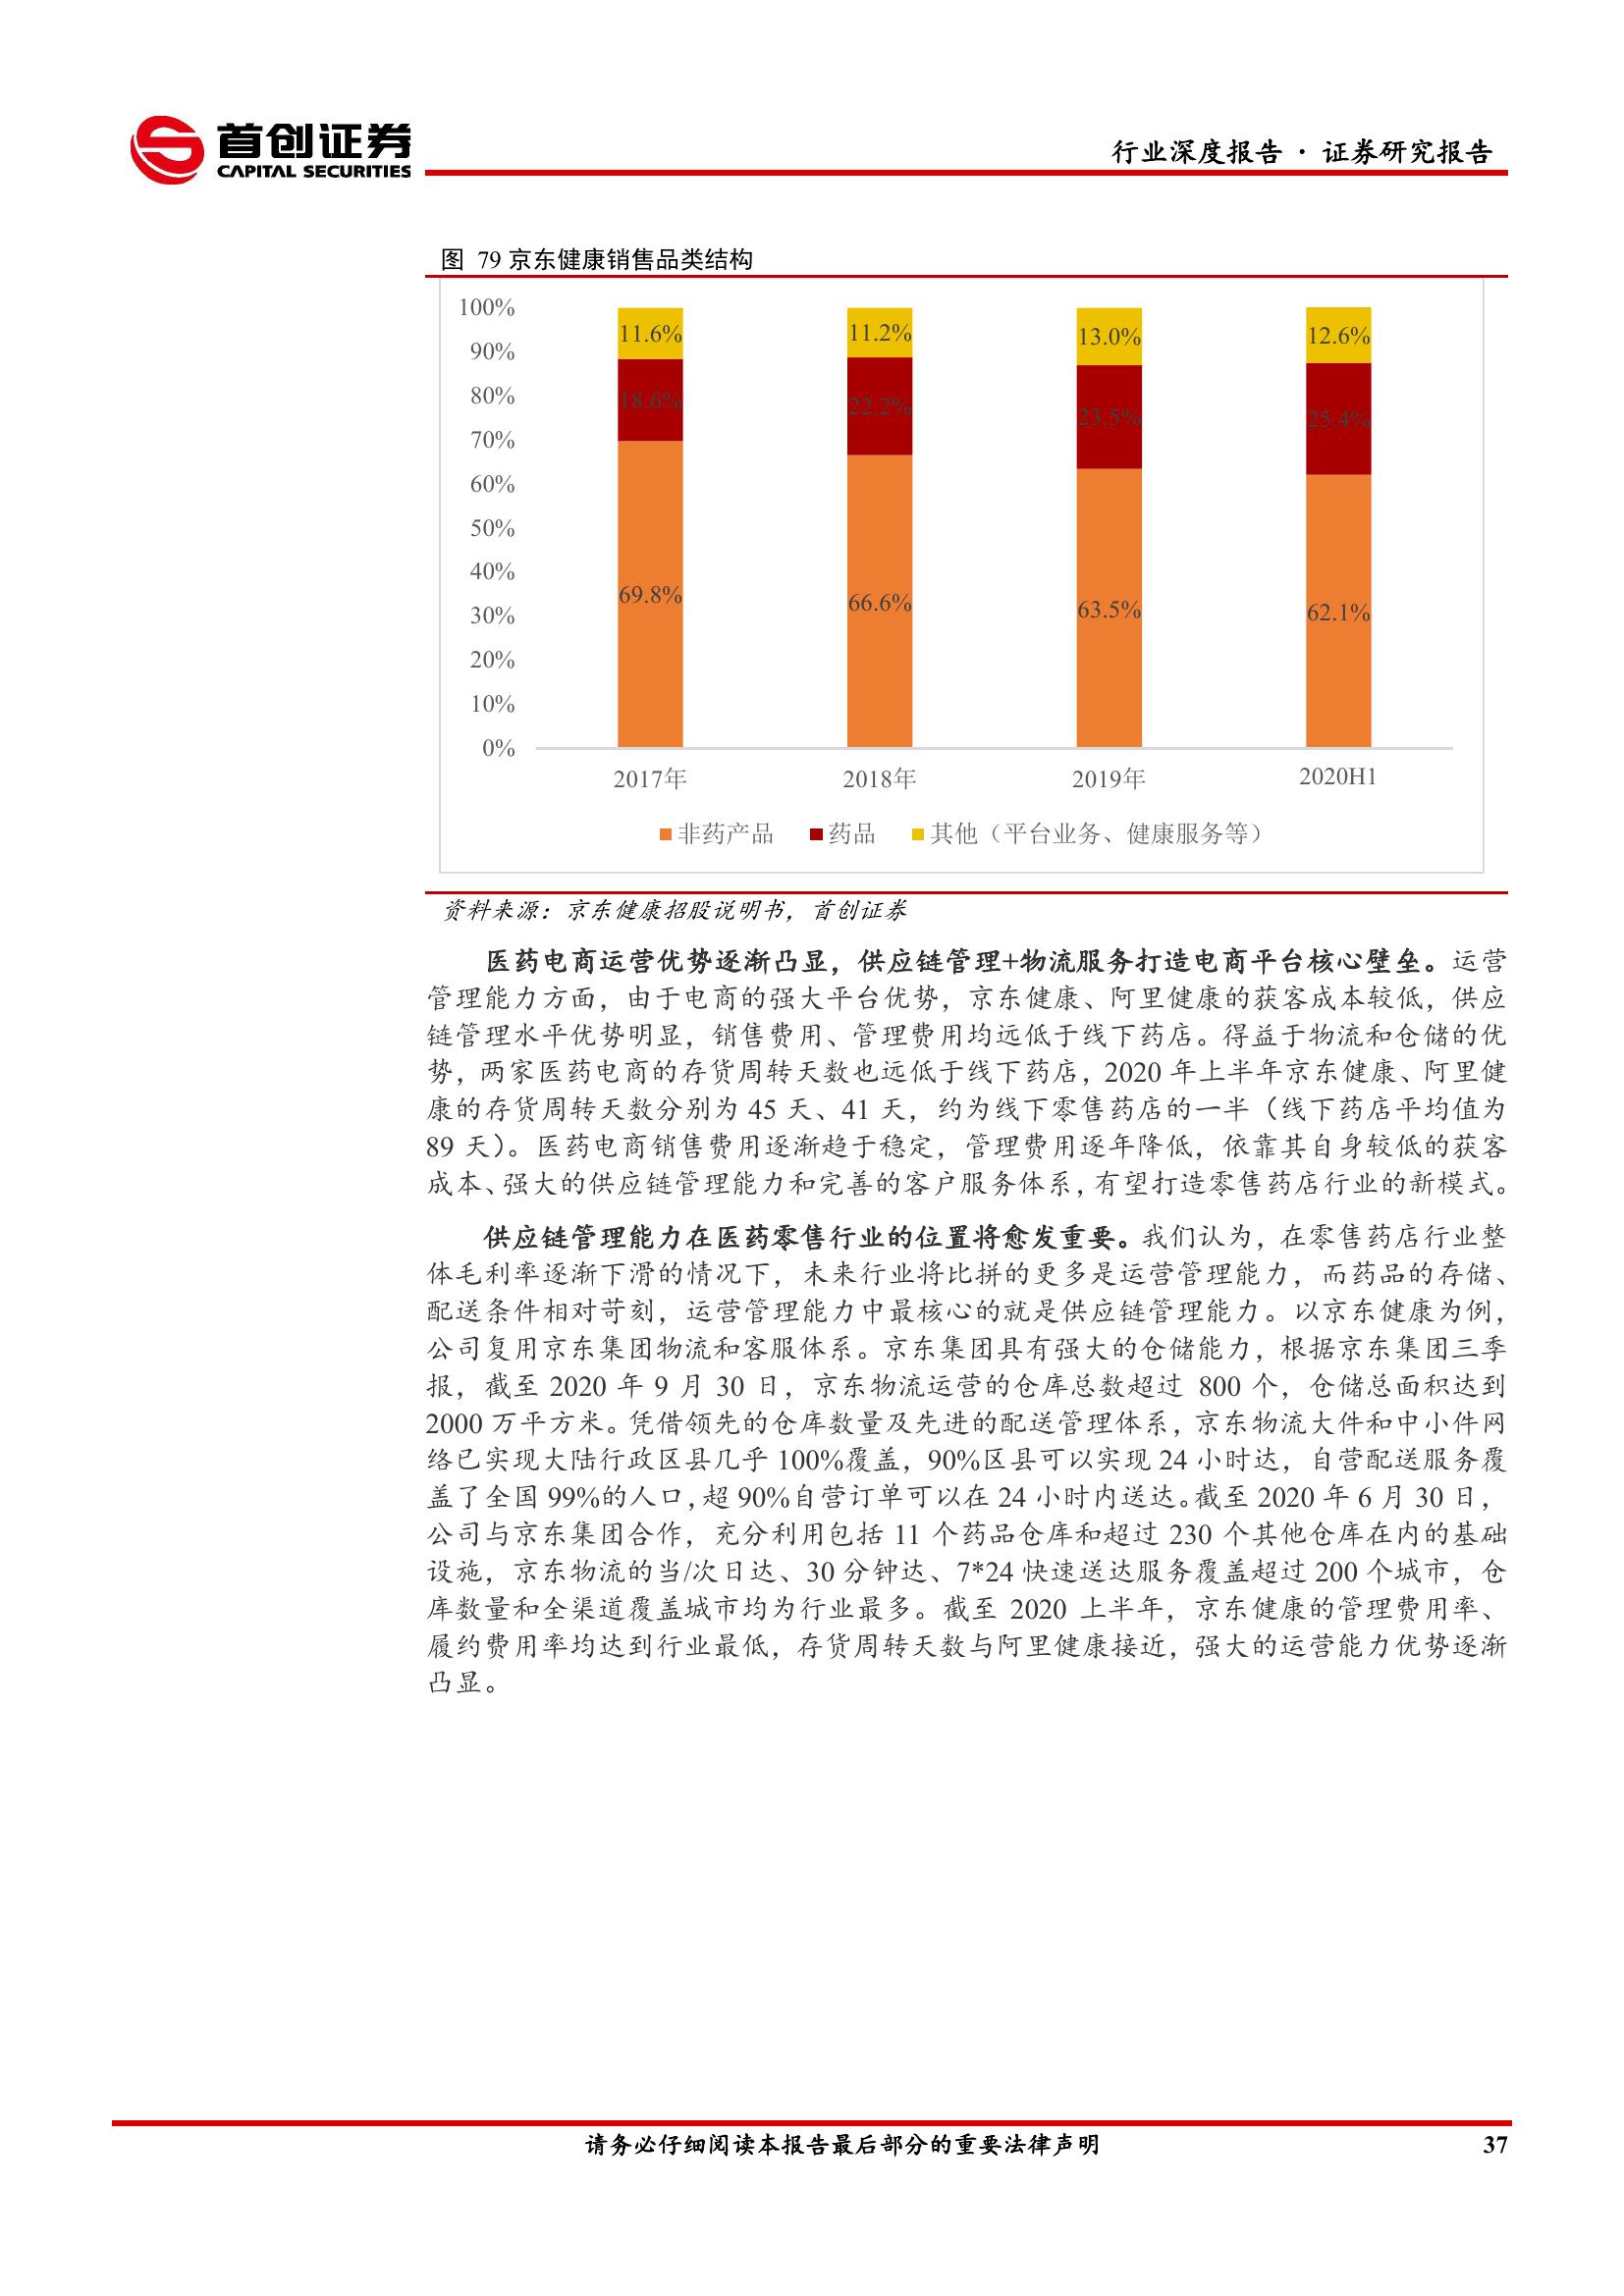 首创证券
CAPITAL SECURITIES
行业深度报告 · 证券研究报告
图 79 京东健康销售品类结构
100%
90%
80%
70%
60%
50%
40%
30%
20%
10%
0%
11.6%
11.2%
13.0%
12.6%
18.6%
22.2%
23.5%
25.4%
69.8%
66.6%
63.5%
62.1%
2017年
2018年
2019年
2020H1
非药产品 药品 其他（平台业务、健康服务等）
资料来源：京东健康招股说明书，首创证券
医药电商运营优势逐渐凸显，供应链管理+物流服务打造电商平台核心壁垒。运营
管理能力方面，由于电商的强大平台优势，京东健康、阿里健康的获客成本较低，供应
链管理水平优势明显，销售费用、管理费用均远低于线下药店。得益于物流和仓储的优
势，两家医药电商的存货周转天数也远低于线下药店，2020 年上半年京东健康、阿里健
康的存货周转天数分别为 45 天、41 天，约为线下零售药店的一半（线下药店平均值为
89 天）。医药电商销售费用逐渐趋于稳定，管理费用逐年降低，依靠其自身较低的获客
成本、强大的供应链管理能力和完善的客户服务体系，有望打造零售药店行业的新模式。
供应链管理能力在医药零售行业的位置将愈发重要。我们认为，在零售药店行业整
体毛利率逐渐下滑的情况下，未来行业将比拼的更多是运营管理能力，而药品的存储、
配送条件相对苛刻，运营管理能力中最核心的就是供应链管理能力。以京东健康为例，
公司复用京东集团物流和客服体系。京东集团具有强大的仓储能力，根据京东集团三季
报，截至 2020 年 9 月 30 日，京东物流运营的仓库总数超过 800 个，仓储总面积达到
2000 万平方米。凭借领先的仓库数量及先进的配送管理体系，京东物流大件和中小件网
络已实现大陆行政区县几乎 100%覆盖，90%区县可以实现 24 小时达，自营配送服务覆
盖了全国 99%的人口，超 90%自营订单可以在 24 小时内送达。截至 2020 年 6 月 30 日，
公司与京东集团合作，充分利用包括 11 个药品仓库和超过 230 个其他仓库在内的基础
设施，京东物流的当/次日达、30 分钟达、7*24 快速送达服务覆盖超过 200 个城市，仓
库数量和全渠道覆盖城市均为行业最多。截至 2020 上半年，京东健康的管理费用率、
履约费用率均达到行业最低，存货周转天数与阿里健康接近，强大的运营能力优势逐渐
凸显。
请务必仔细阅读本报告最后部分的重要法律声明
37